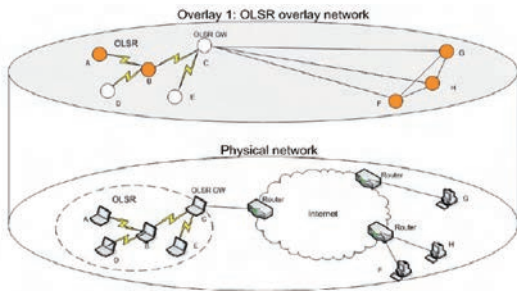 Overlay 1: OLSR overlay network
OLSR GW
OLSR
A
B
C
D
E
G
H
F
Physical network
OLSR GW
OLSR
A
B
C
D
E
Router
Internet
Router
Router
G
H
F